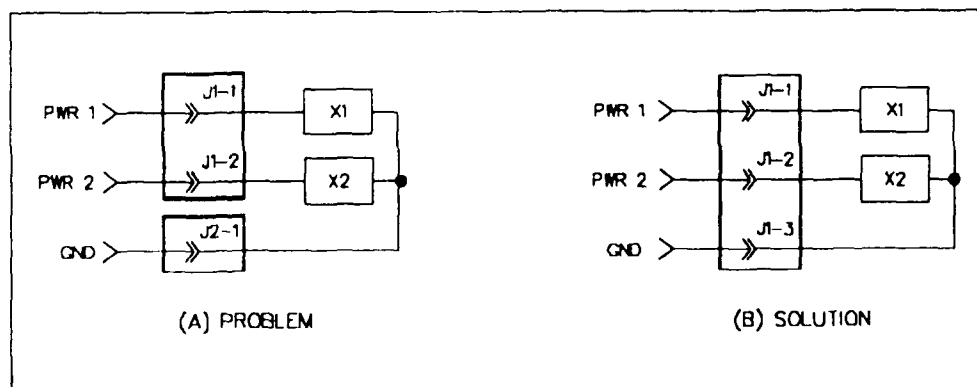 J1-1
PWR 1
X1
J1-2
PWR 2
X2
J2-1
GND
(A) PROBLEM
J1-1
PWR 1
X1
J1-2
PWR 2
X2
J1-3
GND
(B) SOLUTION